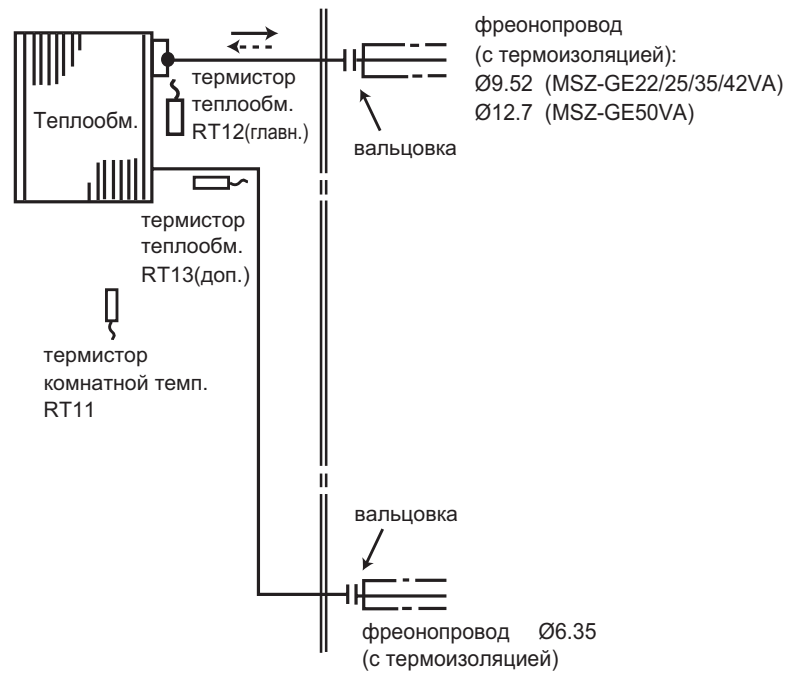 фреонопровод
(с термоизоляцией):
Ø9.52 (MSZ-GE22/25/35/42VA)
Ø12.7 (MSZ-GE50VA)
Теплообм.
термистор
теплообм.
RT12(главн.)
вальцовка
термистор
теплообм.
RT13(доп.)
термистор
комнатной темп.
RT11
вальцовка
фреонопровод Ø6.35
(с термоизоляцией)